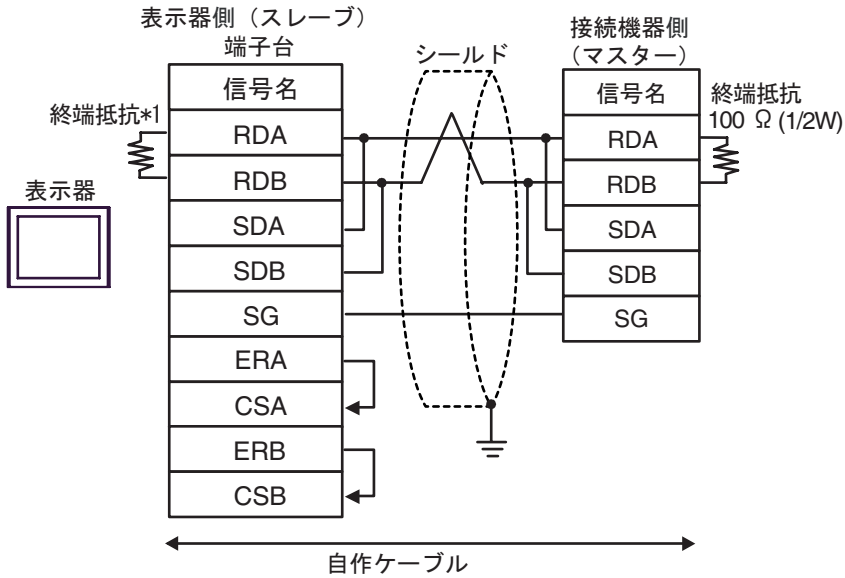 表示器側（スレーブ）
端子台
信号名
RDA
RDB
SDA
SDB
SG
ERA
CSA
ERB
CSB
終端抵抗*1
表示器
シールド
接続機器側
（マスター）
信号名
RDA
RDB
SDA
SDB
SG
終端抵抗
100 Ω (1/2W)
自作ケーブル